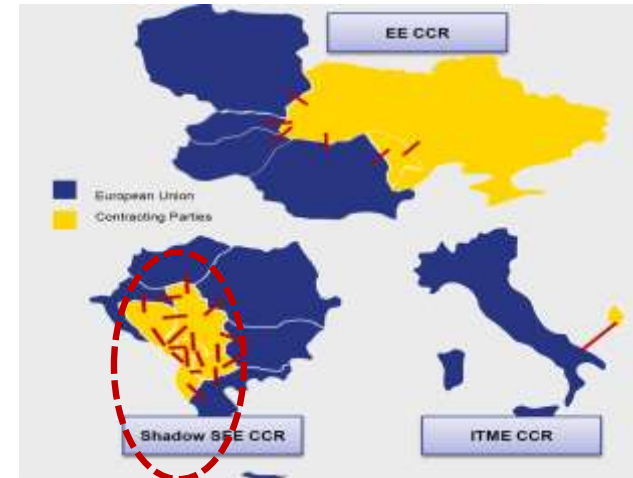 EE CCR
European Union
Contracting Parties
Shadow SEE CCR
ITME CCR